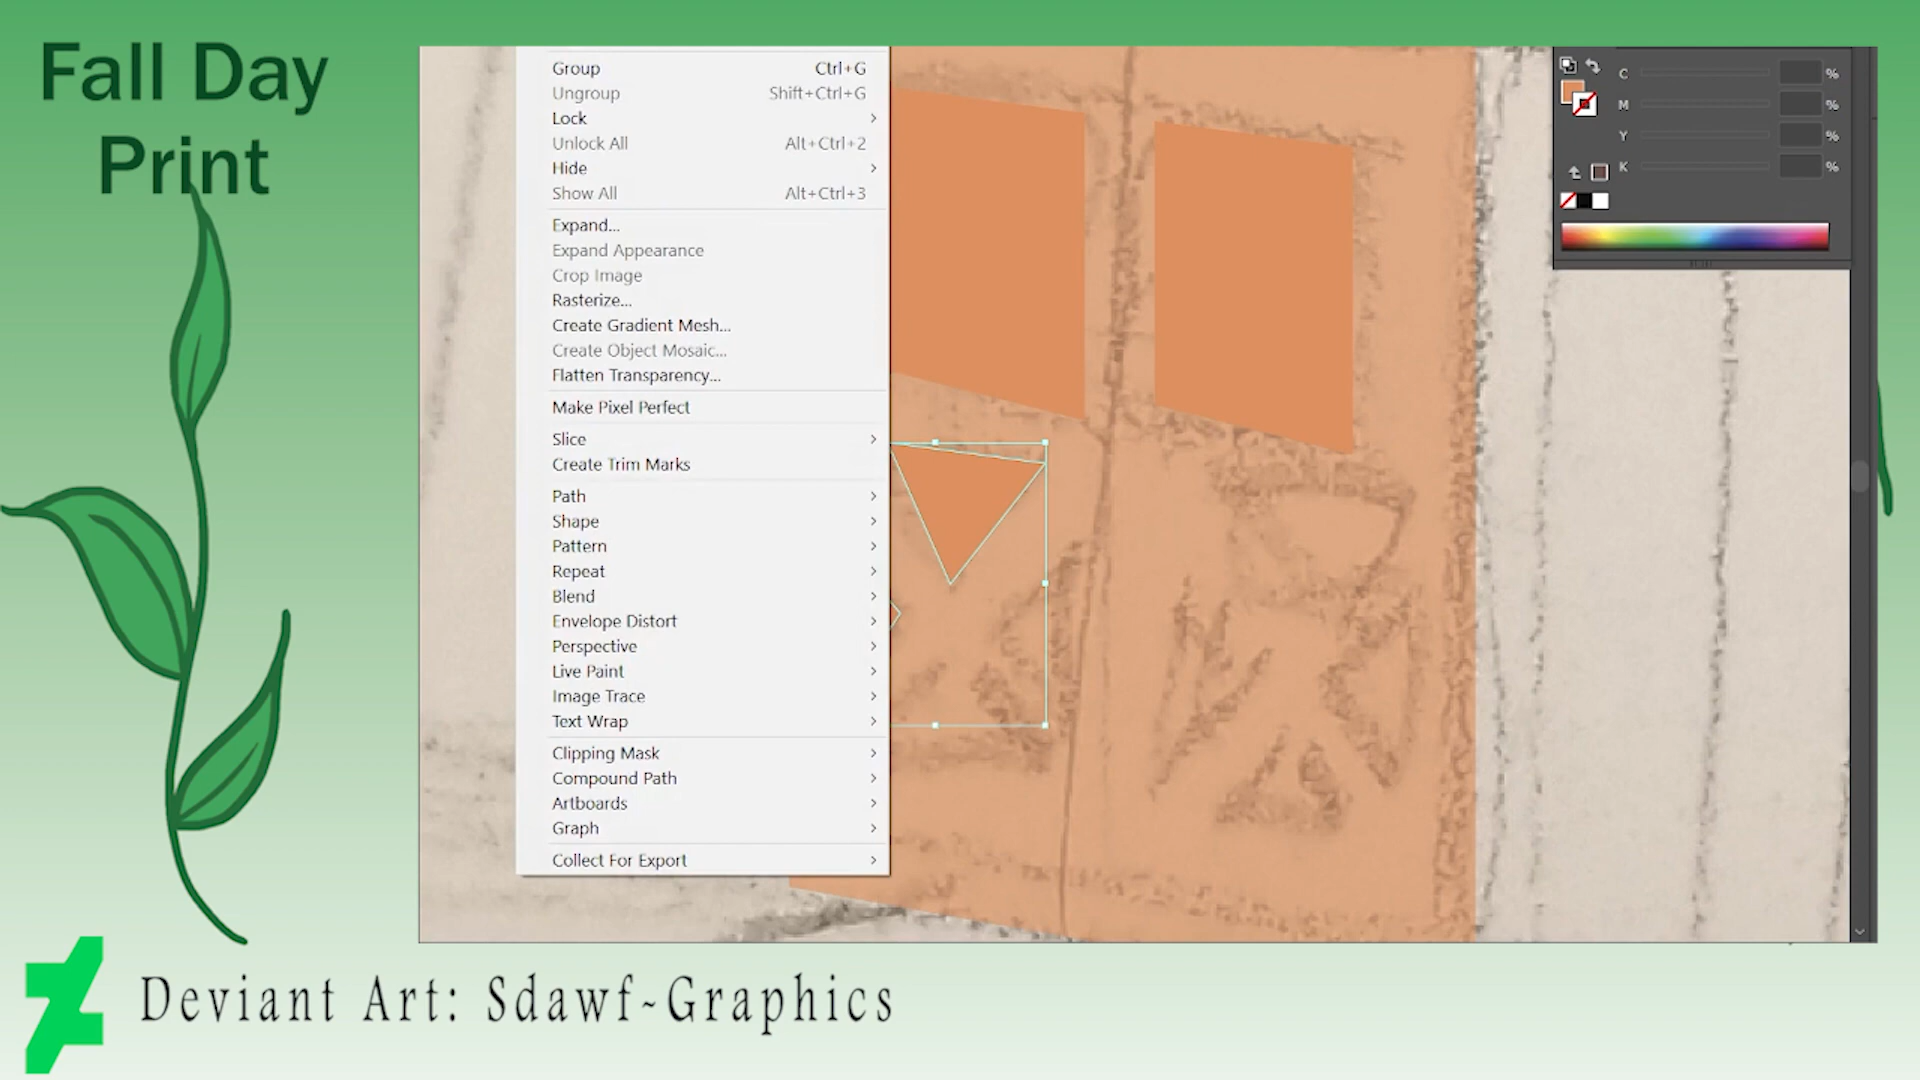 Fall Day
Print
Group Ctrl+G
Ungroup Shift+Ctrl+G
Lock
Unlock All Alt+Ctrl+2
Hide
Show All Alt+Ctrl+3
Expand...
Expand Appearance
Crop Image
Rasterize...
Create Gradient Mesh...
Create Object Mosaic...
Flatten Transparency...
Make Pixel Perfect
Slice
Create Trim Marks
Path
Shape
Pattern
Repeat
Blend
Envelope Distort
Perspective
Live Paint
Image Trace
Text Wrap
Clipping Mask
Compound Path
Artboards
Graph
Collect For Export
C %
M %
Y %
K %
Deviant Art: Sdawf~Graphics